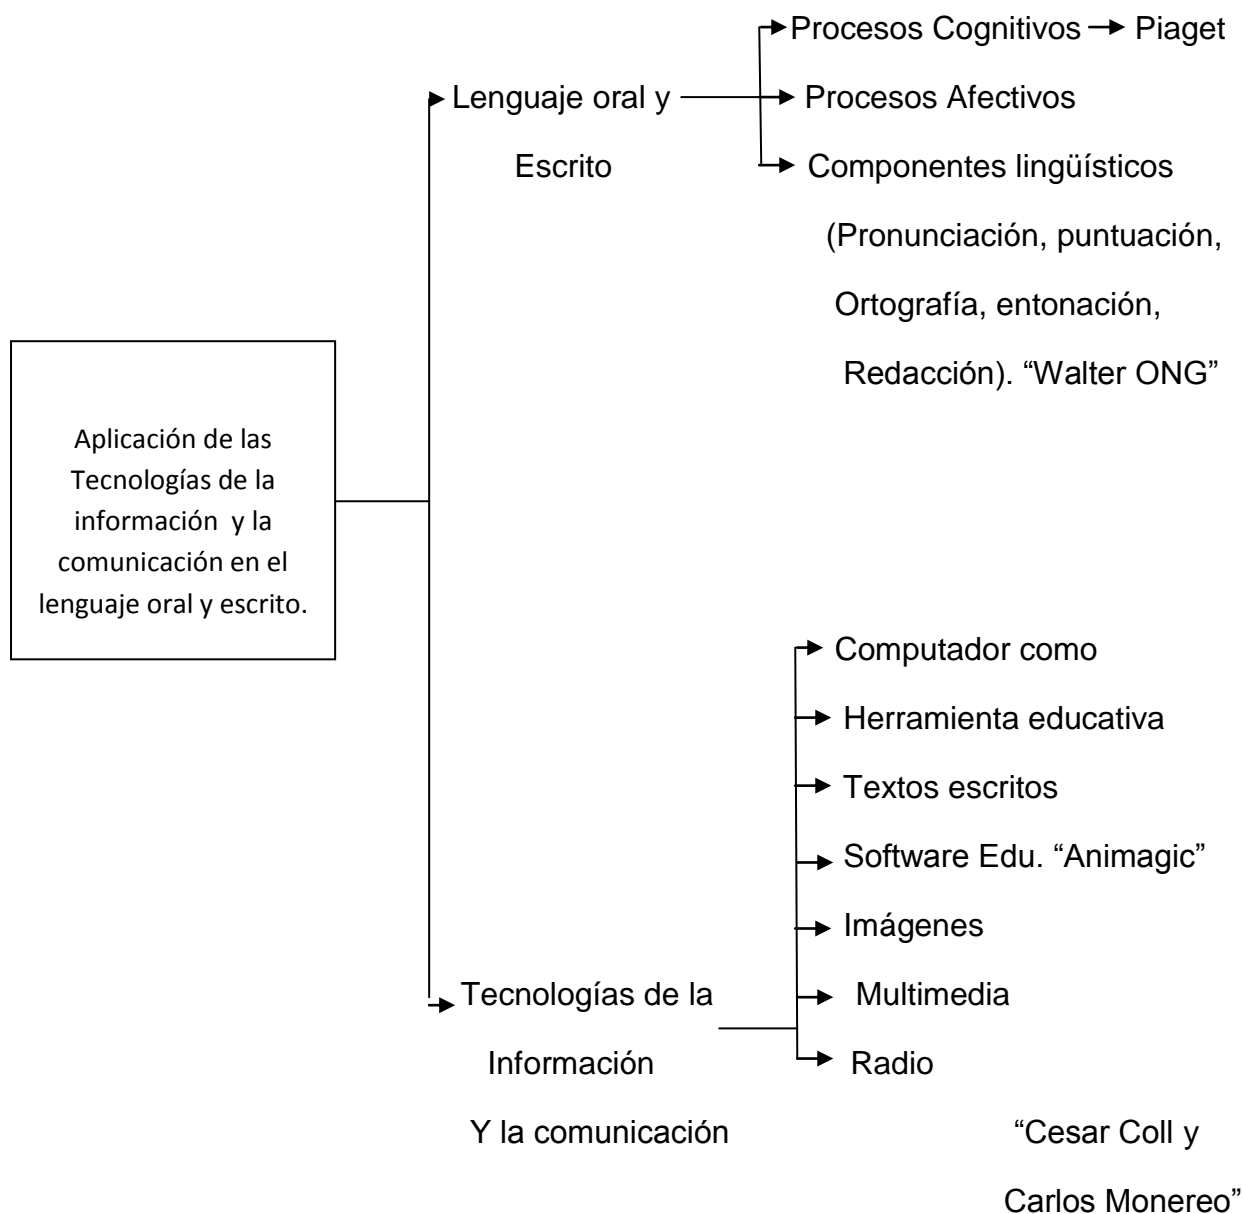 Procesos Cognitivos Piaget
Lenguaje oral y
Escrito
Procesos Afectivos
Componentes lingüísticos
(Pronunciación, puntuación,
Ortografía, entonación,
Redacción). “Walter ONG”
Aplicación de las
Tecnologías de la
información y la
comunicación en el
lenguaje oral y escrito.
Computador como
Herramienta educativa
Textos escritos
Software Edu. “Animagic”
Imágenes
Multimedia
Radio
Tecnologías de la
Información
Y la comunicación
“Cesar Coll y
Carlos Monereo”